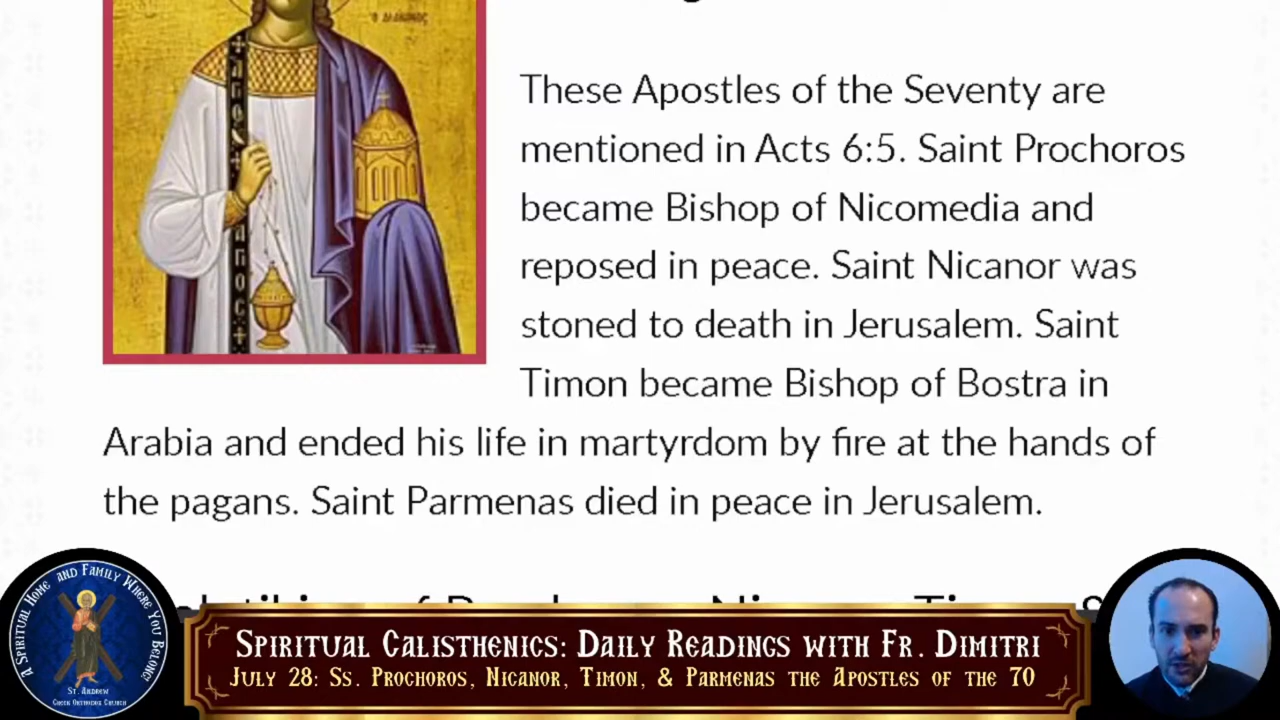 Ο ΔΙΑΚΟΝΟΣ
These Apostles of the Seventy are
mentioned in Acts 6:5. Saint Prochoros
became Bishop of Nicomedia and
reposed in peace. Saint Nicanor was
stoned to death in Jerusalem. Saint
Timon became Bishop of Bostra in
Arabia and ended his life in martyrdom by fire at the hands of
the pagans. Saint Parmenas died in peace in Jerusalem.
A Spiritual Home and Family Where You Belong
St. Andrew
Greek Orthodox Church
Spiritual Calisthenics: Daily Readings with Fr. Dimitri
July 28: Ss. Prochoros, Nicanor, Timon, & Parmenas the Apostles of the 70